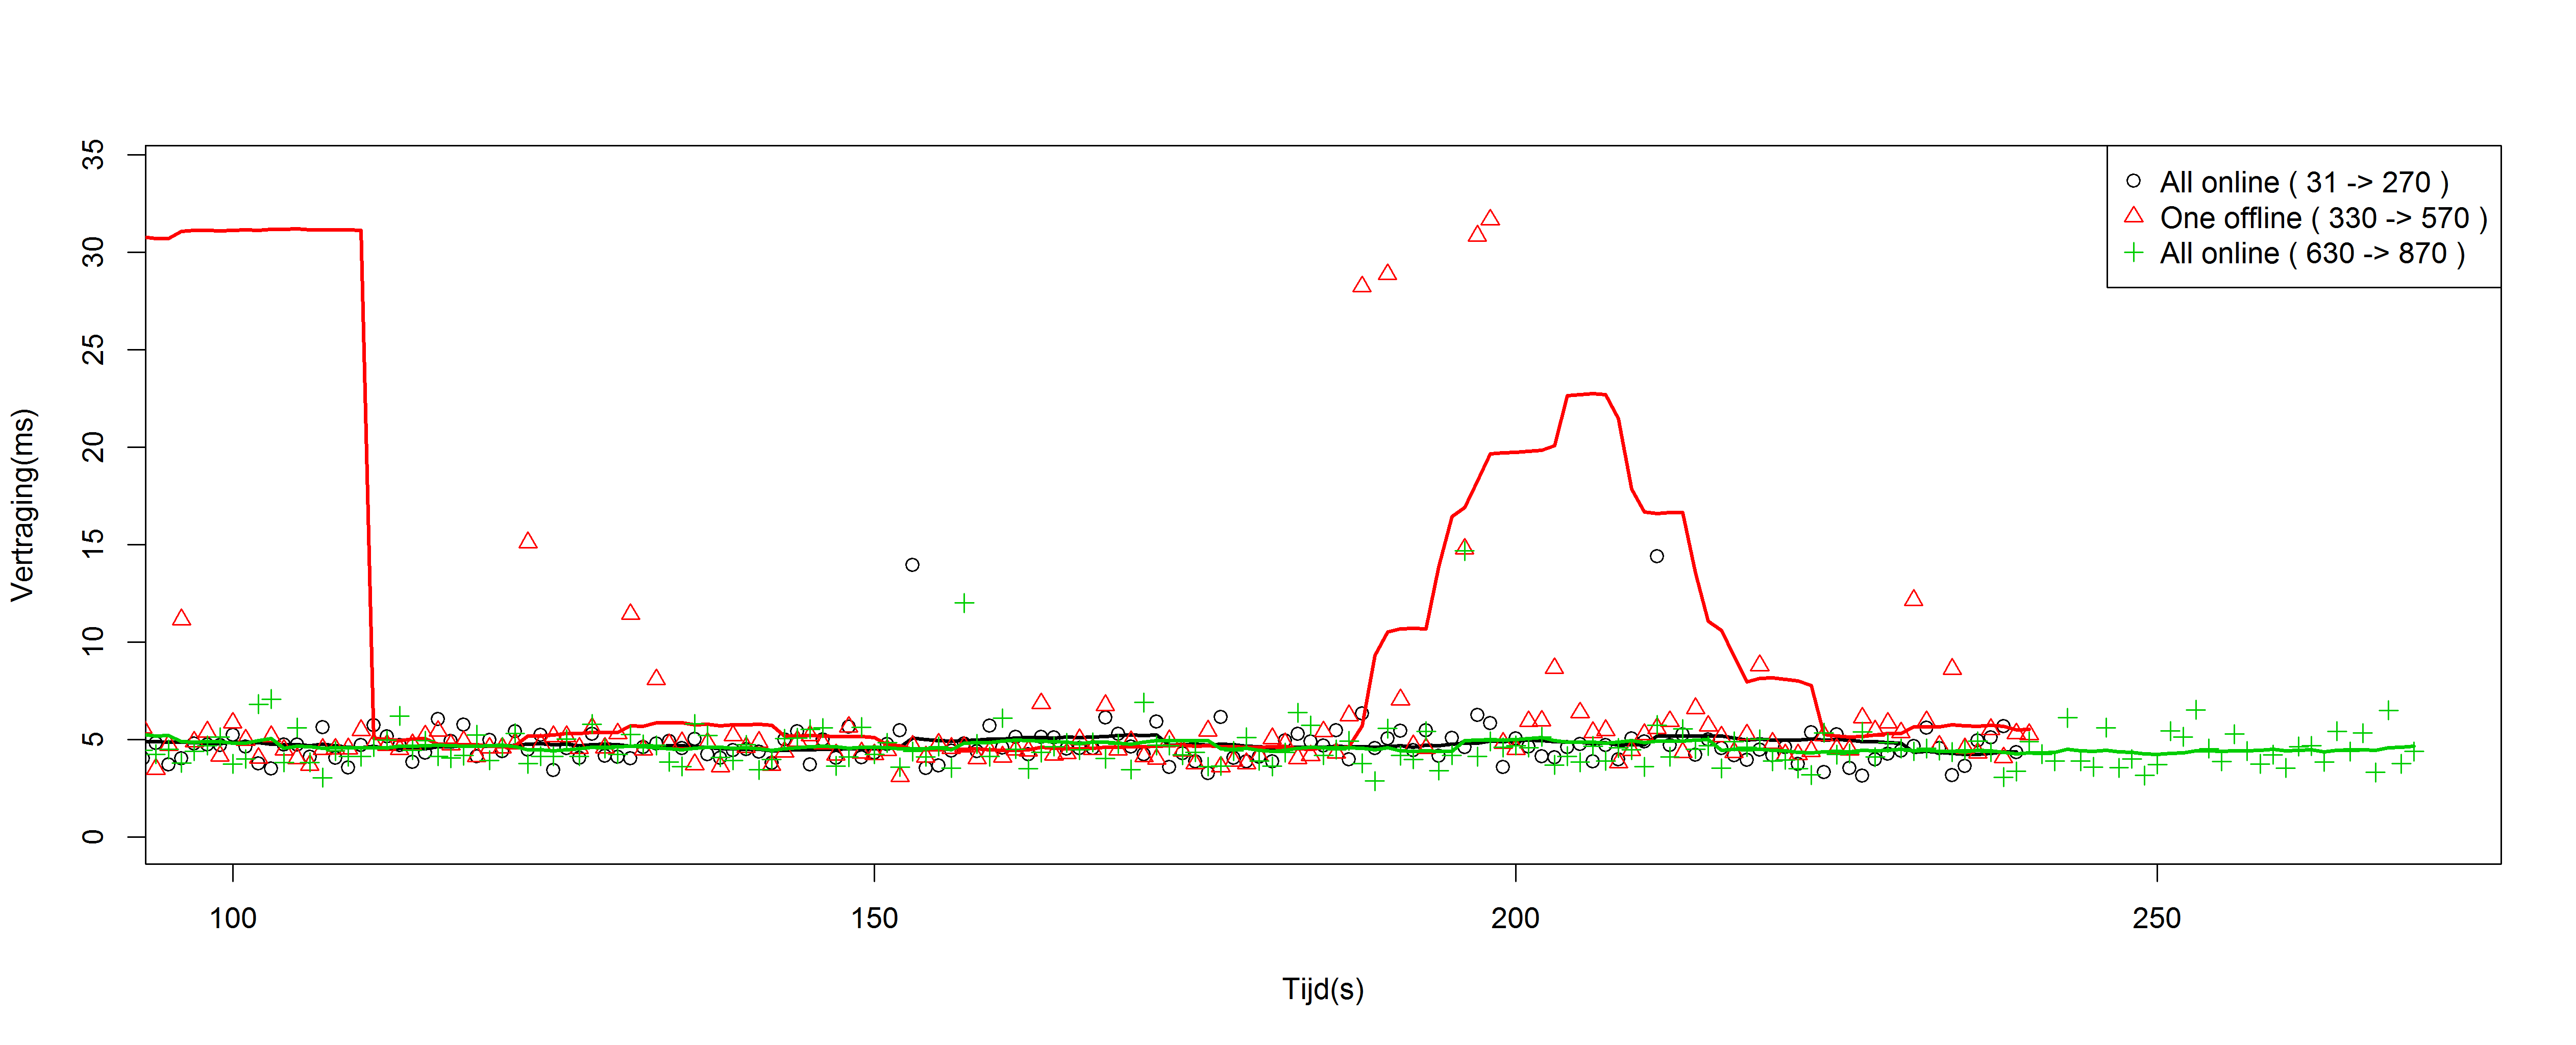 35
30
25
20
15
10
5
0
Vertraging(ms)
All online ( 31 -> 270 )
One offline ( 330 -> 570 )
All online ( 630 -> 870 )
100
150
200
250
Tijd(s)